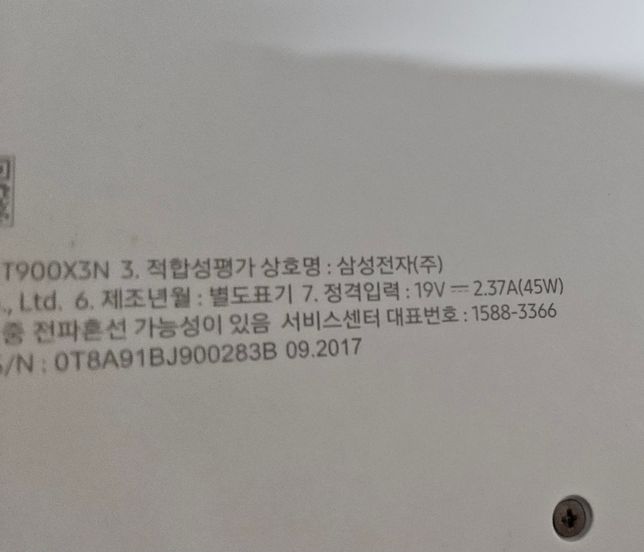 T900X3N 3. 적합성평가 상호명 : 삼성전자(주)
., Ltd. 6. 제조년월 : 별도표기 7. 정격입력 : 19V ⎓ 2.37A(45W)
중 전파혼선 가능성이 있음 서비스센터 대표번호 : 1588-3366
S/N : 0T8A91BJ900283B 09.2017